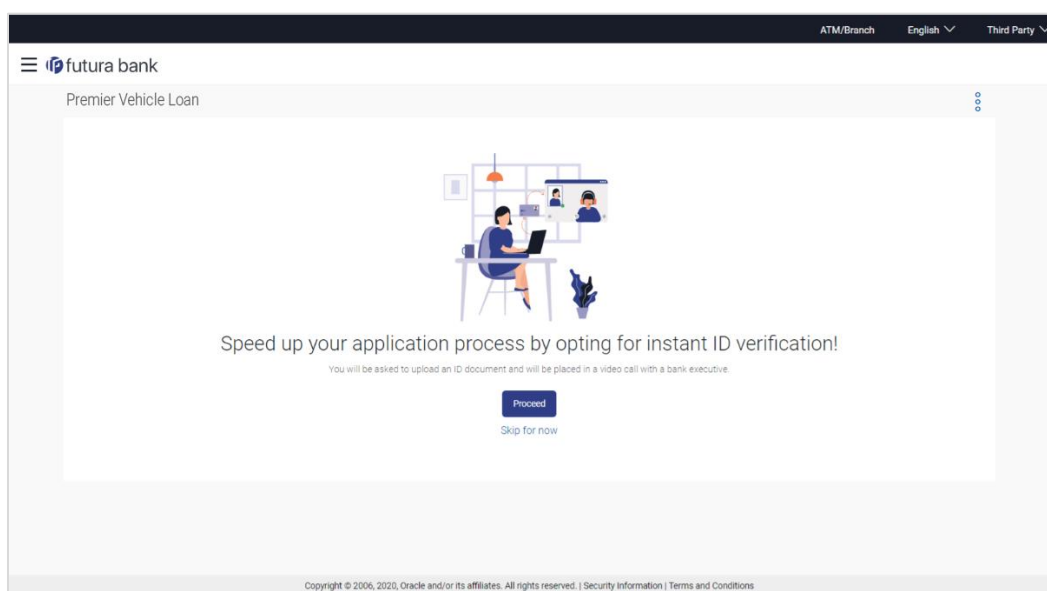 ATM/Branch English Third Party
futura bank
Premier Vehicle Loan
Speed up your application process by opting for instant ID verification!
You will be asked to upload an ID document and will be placed in a video call with a bank executive.
Proceed
Skip for now
Copyright © 2006, 2020, Oracle and/or its affiliates. All rights reserved. | Security Information | Terms and Conditions